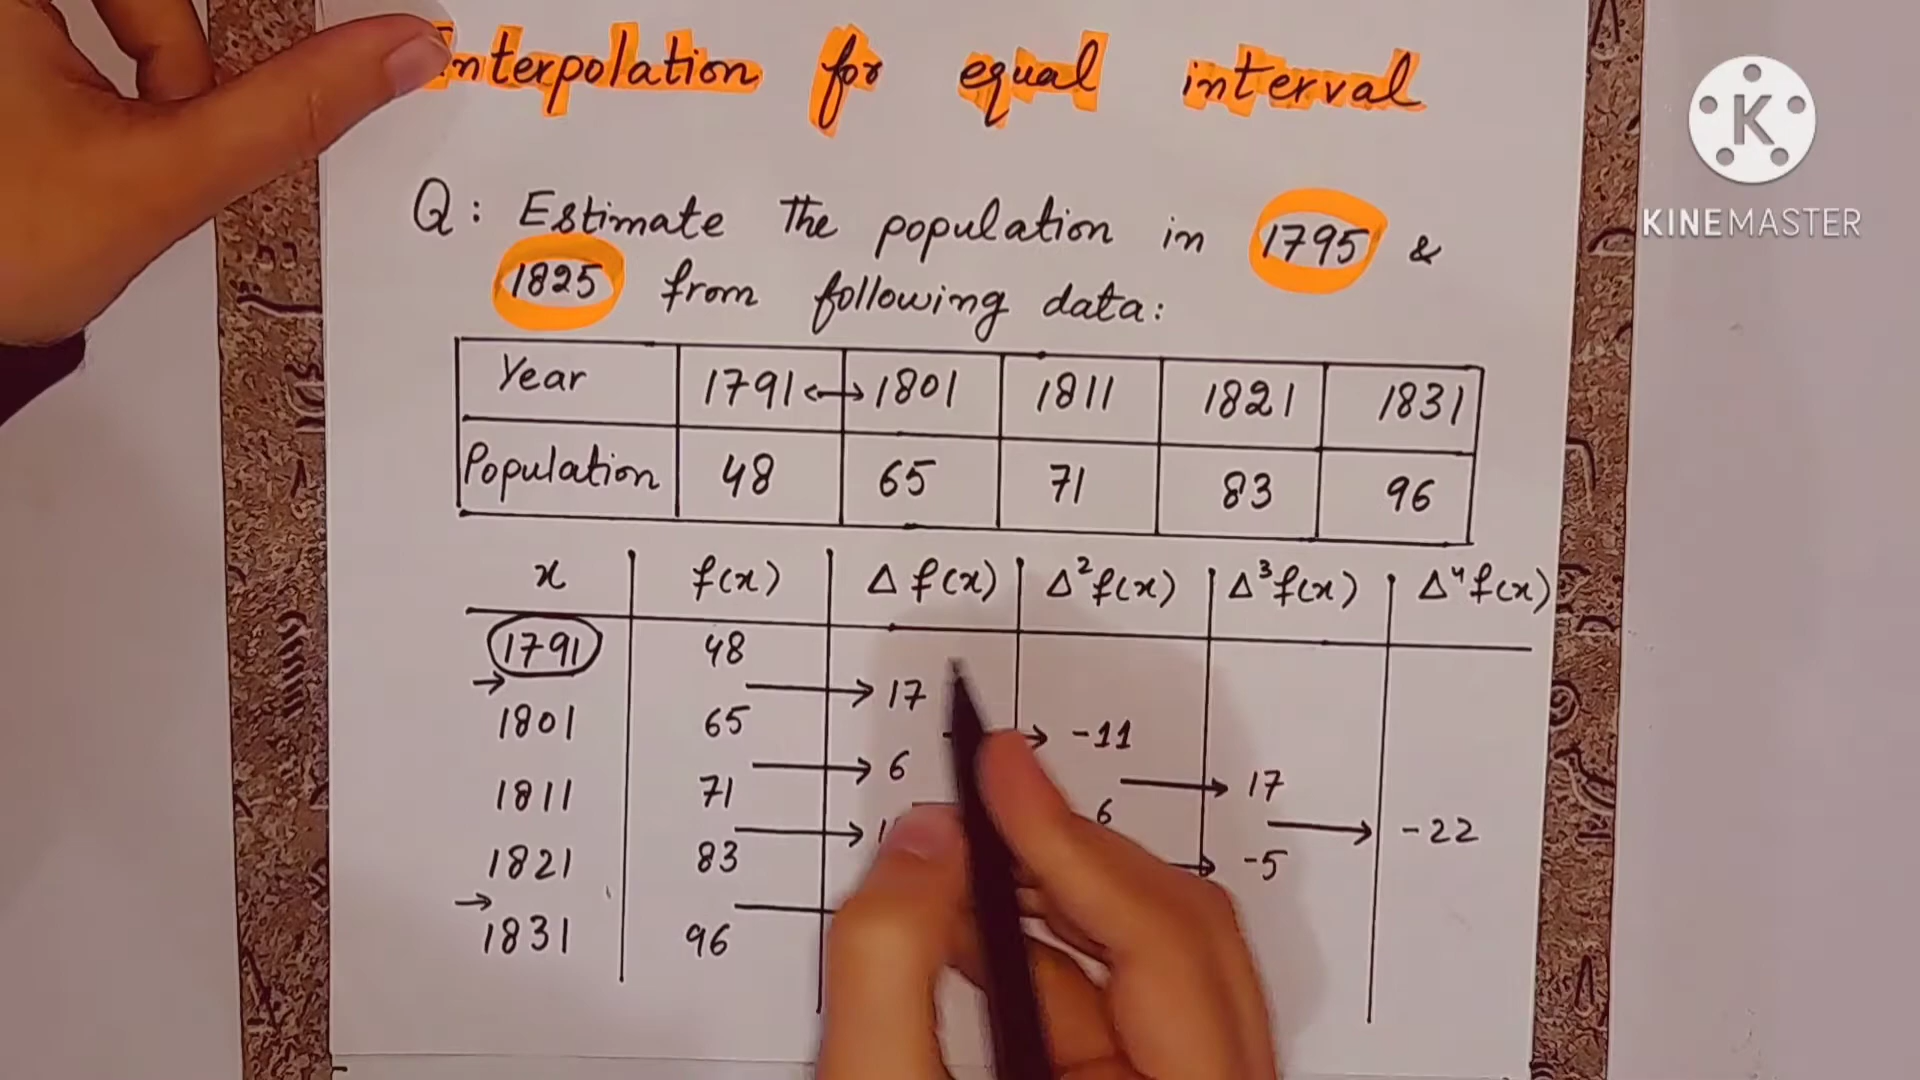 Interpolation for equal interval
K
KINEMASTER
Q: Estimate the population in 1795 &
1825 from following data:
Year 1791 ↔ 1801 1811 1821 1831
Population 48 65 71 83 96
x f(x) Δ f(x) Δ²f(x) Δ³f(x) Δ⁴f(x)
1791 48
→ → 17
1801 65 → -11
→ 6 → 17
1811 71 6 → -22
→ → -5
1821 83
→
1831 96